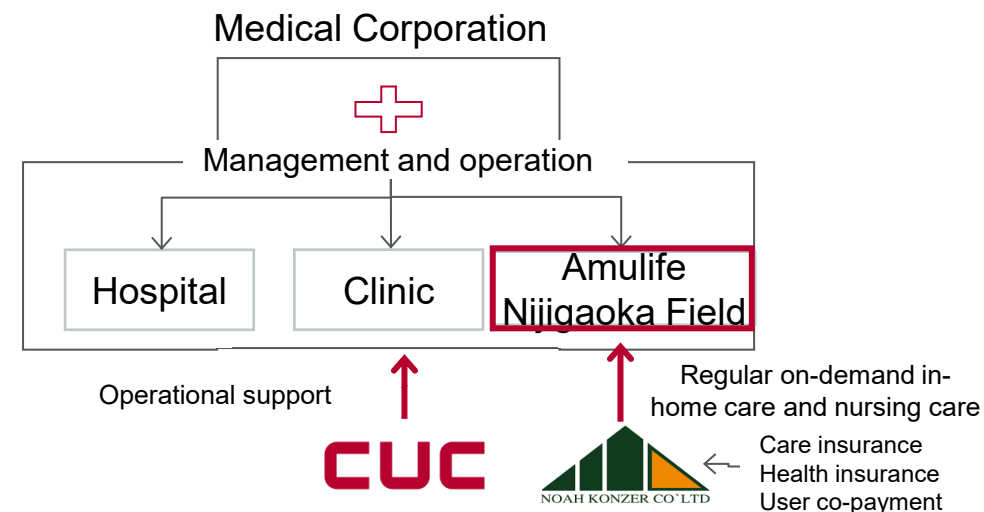 Medical Corporation
Management and operation
Hospital
Clinic
Amulife
Nijigaoka Field
Operational support
Regular on-demand in-
home care and nursing care
CUC
NOAH KONZER CO`LTD
Care insurance
Health insurance
User co-payment